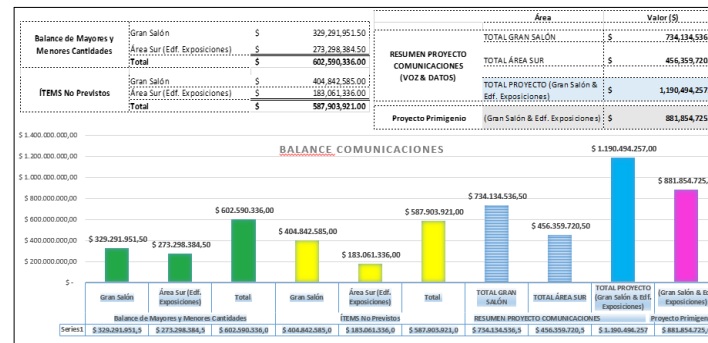 Balance de Mayores y Menores Cantidades
Gran Salón $ 329,291,951.50
Área Sur (Edf. Exposiciones) $ 273,298,384.50
Total $ 602,590,336.00
ÍTEMS No Previstos
Gran Salón $ 404,842,585.00
Área Sur (Edf. Exposiciones) $ 183,061,336.00
Total $ 587,903,921.00
Área Valor ($)
RESUMEN PROYECTO COMUNICACIONES (VOZ & DATOS)
TOTAL GRAN SALÓN $ 734,134,536
TOTAL ÁREA SUR $ 456,359,720
TOTAL PROYECTO (Gran Salón & Edf. Exposiciones) $ 1,190,494,257
Proyecto Primigenio (Gran Salón & Edf. Exposiciones) $ 881,854,725
BALANCE COMUNICACIONES
$ 1.400.000.000,00
$ 1.200.000.000,00
$ 1.000.000.000,00
$ 800.000.000,00
$ 600.000.000,00
$ 400.000.000,00
$ 200.000.000,00
$ -
$ 329.291.951,50
$ 273.298.384,50
$ 602.590.336,00
$ 404.842.585,00
$ 183.061.336,00
$ 587.903.921,00
$ 734.134.536,50
$ 456.359.720,50
$ 1.190.494.257,00
$ 881.854.725,
Gran Salón
Área Sur (Edf. Exposiciones)
Total
Gran Salón
Área Sur (Edf. Exposiciones)
Total
TOTAL GRAN SALÓN
TOTAL ÁREA SUR
TOTAL PROYECTO (Gran Salón & Edf. Exposiciones)
(Gran Salón & Ed Exposiciones)
Balance de Mayores y Menores Cantidades
ÍTEMS No Previstos
RESUMEN PROYECTO COMUNICACIONES
Proyecto Primigen
Series1 $ 329.291.951,5 $ 273.298.384,5 $ 602.590.336,0 $ 404.842.585,0 $ 183.061.336,0 $ 587.903.921,0 $ 734.134.536,5 $ 456.359.720,5 $ 1.190.494.257 $ 881.854.725,